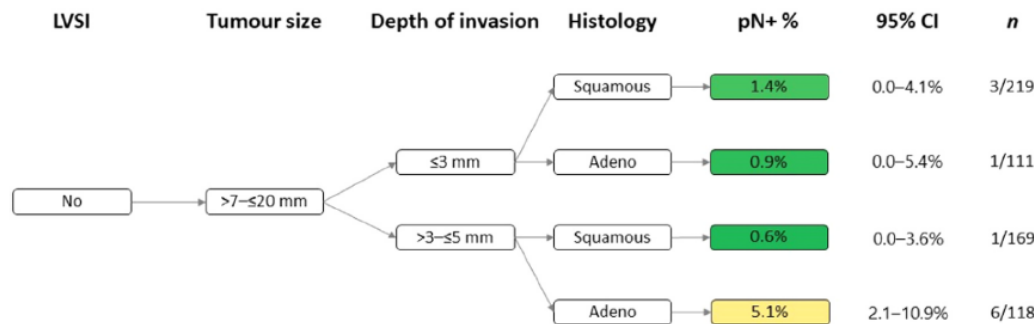 LVSI Tumour size Depth of invasion Histology pN+ % 95% CI n
Squamous 1.4% 0.0–4.1% 3/219
≤3 mm Adeno 0.9% 0.0–5.4% 1/111
No >7–≤20 mm
>3–≤5 mm Squamous 0.6% 0.0–3.6% 1/169
Adeno 5.1% 2.1–10.9% 6/118